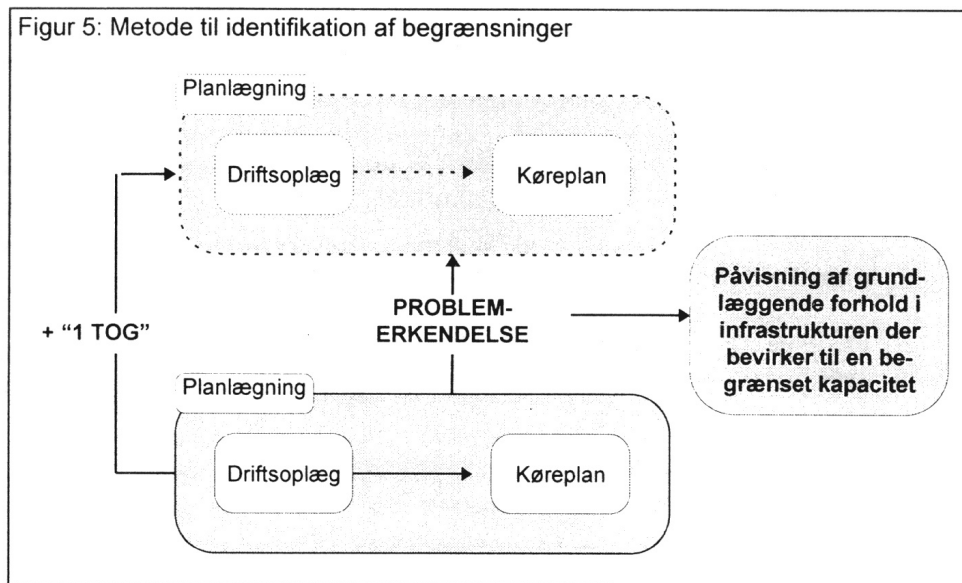 Figur 5: Metode til identifikation af begrænsninger
Planlægning
Driftsoplæg
Køreplan
+ “1 TOG”
PROBLEM-
ERKENDELSE
Påvisning af grund-
læggende forhold i
infrastrukturen der
bevirker til en be-
grænset kapacitet
Planlægning
Driftsoplæg
Køreplan